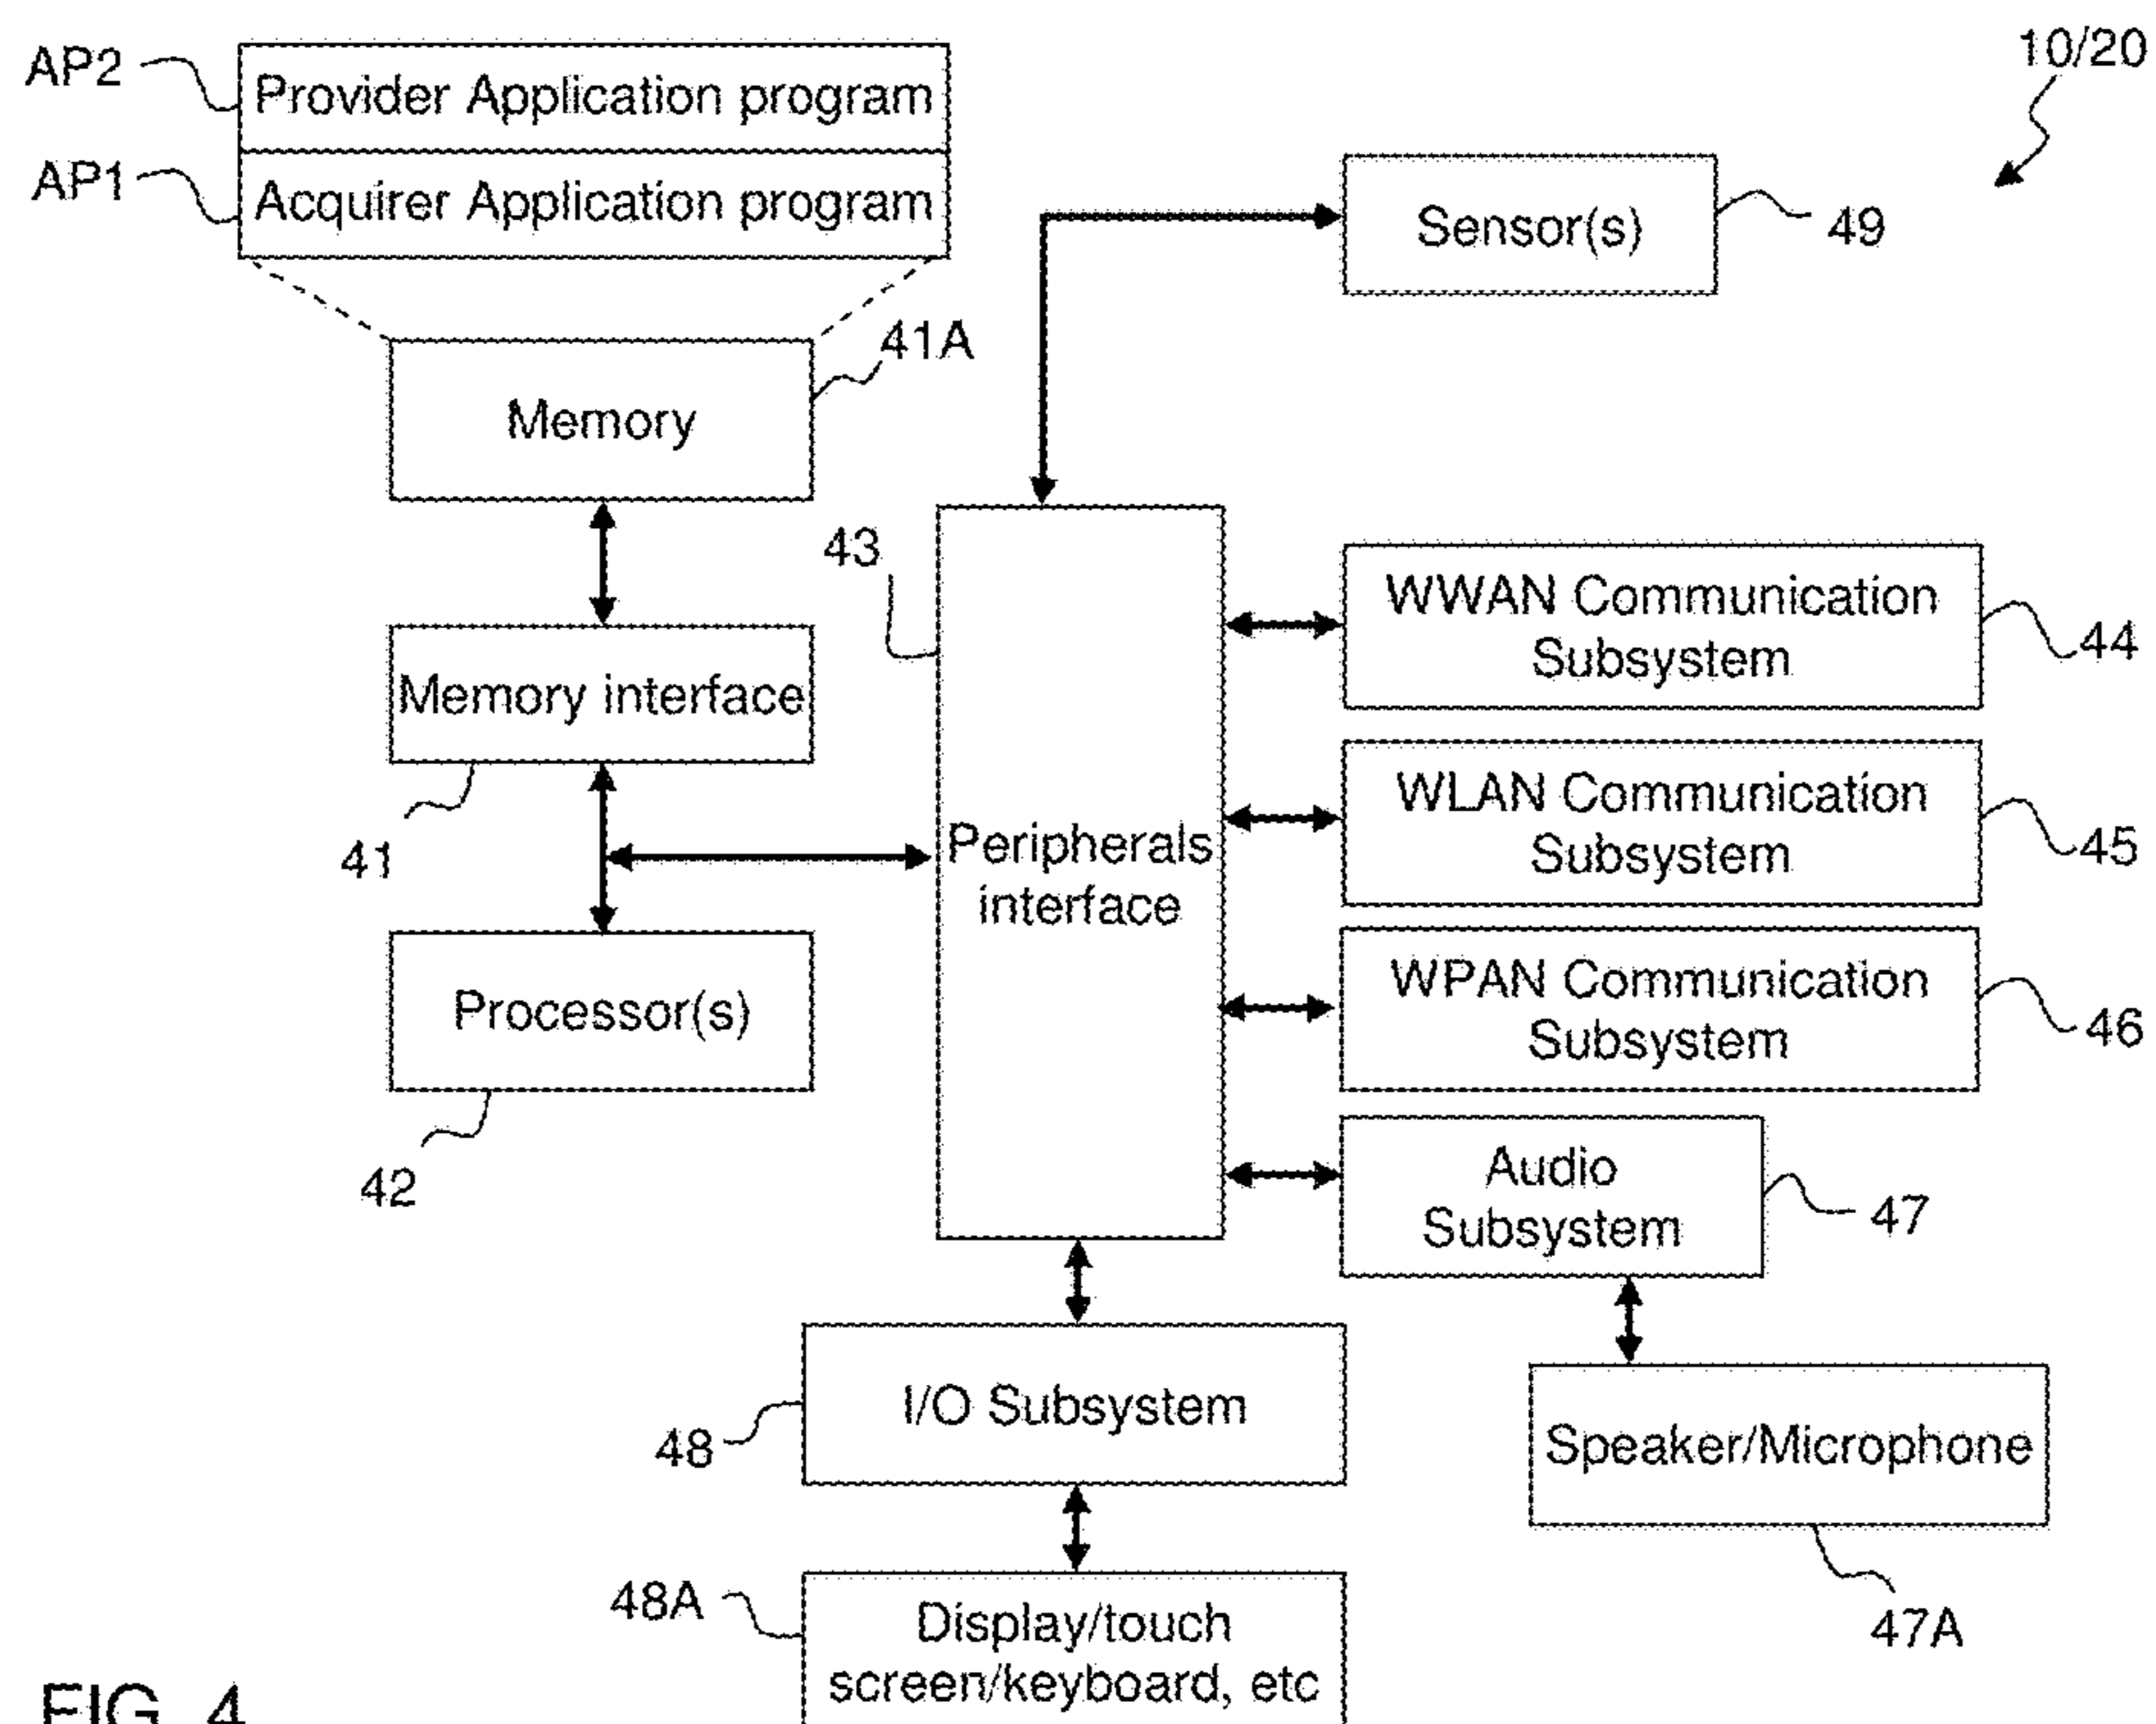 10/20
AP2
Provider Application program
AP1
Acquirer Application program
Sensor(s)
49
41A
Memory
43
WWAN Communication
Subsystem
44
Memory interface
41
WLAN Communication
Subsystem
45
Peripherals
interface
Processor(s)
42
WPAN Communication
Subsystem
46
Audio
Subsystem
47
I/O Subsystem
48
Speaker/Microphone
47A
48A
Display/touch
screen/keyboard, etc
FIG. 4